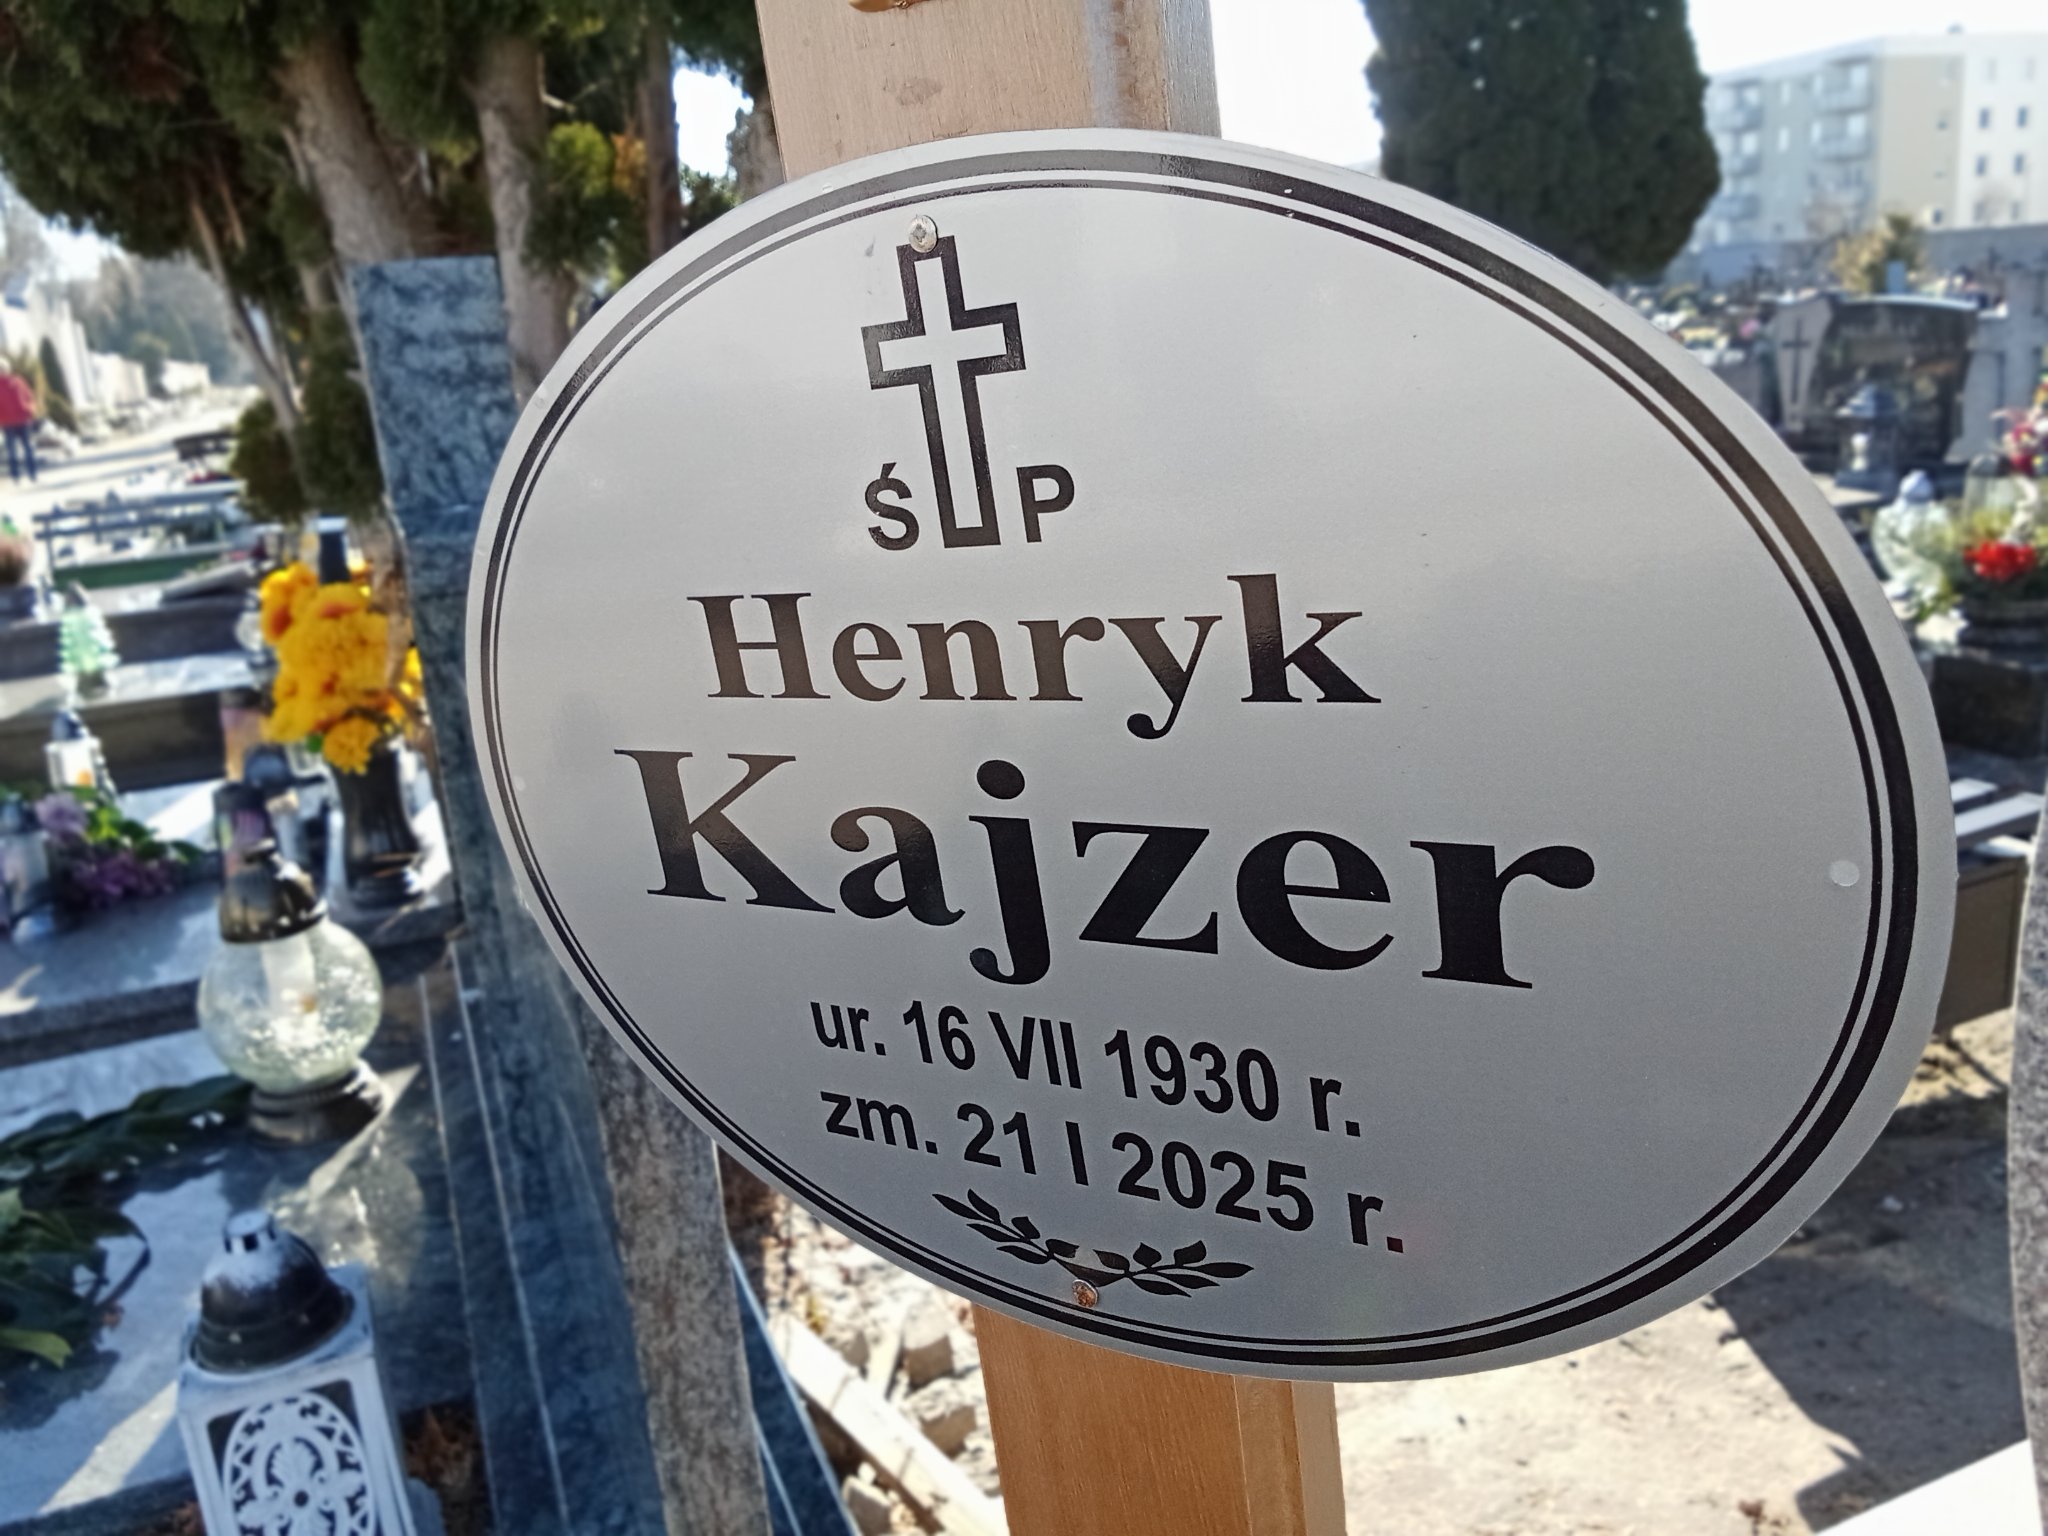 Ś P
Henryk
Kajzer
ur. 16 VII 1930 r.
zm. 21 I 2025 r.